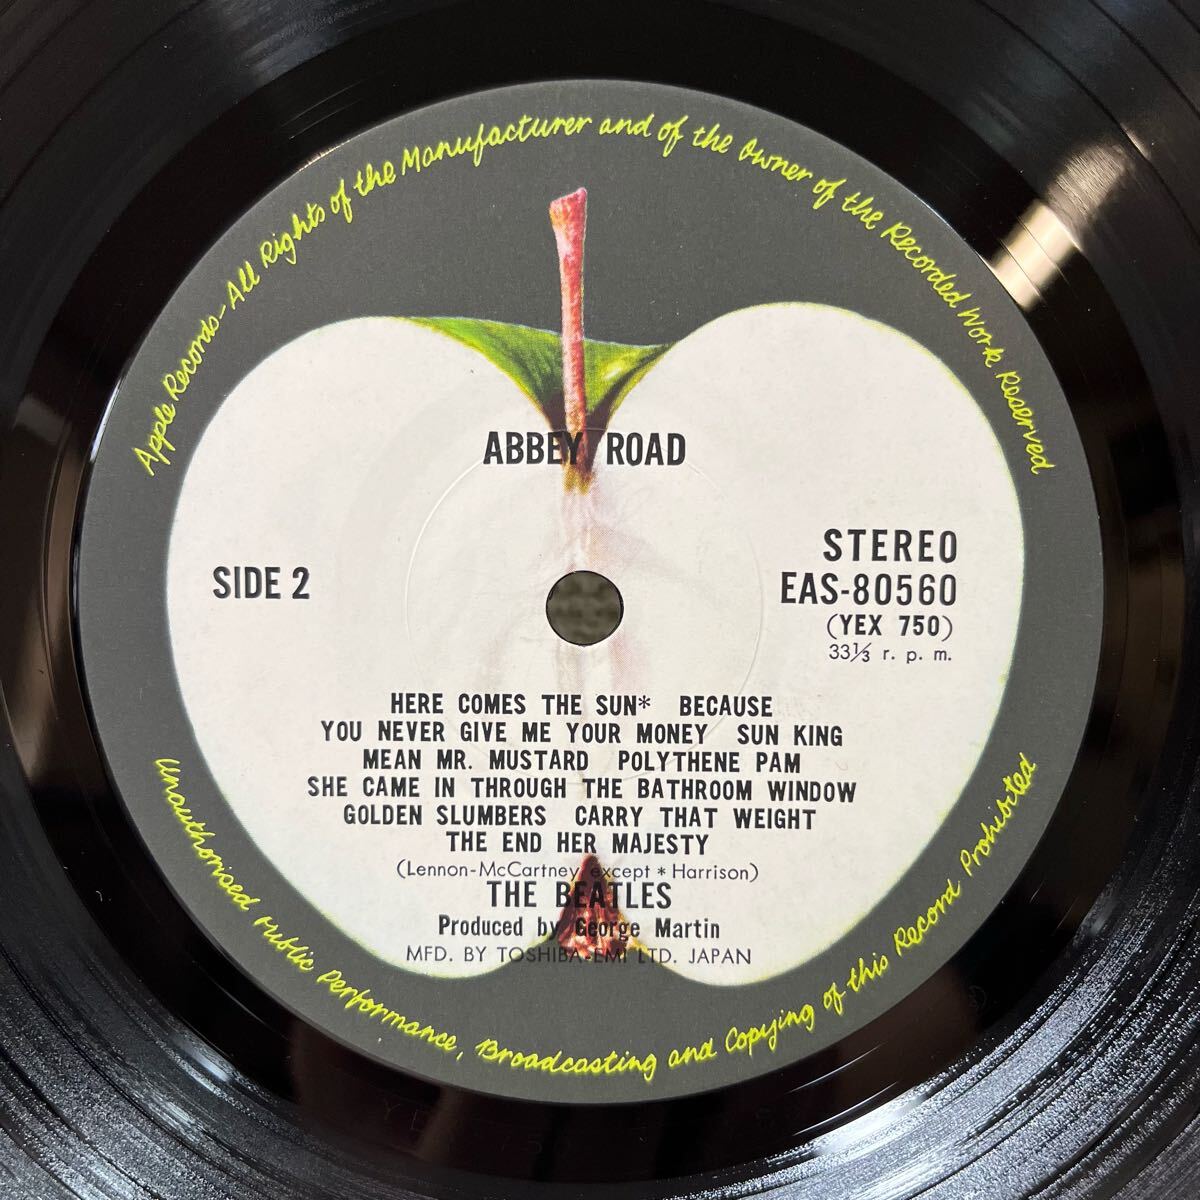 Apple Records-All Rights of the Manufacturer and of the Owner of the Recorded Work Reserved
ABBEY ROAD
SIDE 2
STEREO
EAS-80560
(YEX 750)
33⅓ r. p. m.
HERE COMES THE SUN* BECAUSE
YOU NEVER GIVE ME YOUR MONEY SUN KING
MEAN MR. MUSTARD POLYTHENE PAM
SHE CAME IN THROUGH THE BATHROOM WINDOW
GOLDEN SLUMBERS CARRY THAT WEIGHT
THE END HER MAJESTY
(Lennon-McCartney except * Harrison)
THE BEATLES
Produced by George Martin
MFD. BY TOSHIBA-EMI LTD. JAPAN
Unauthorised Public Performance, Broadcasting and Copying of this Record Prohibited